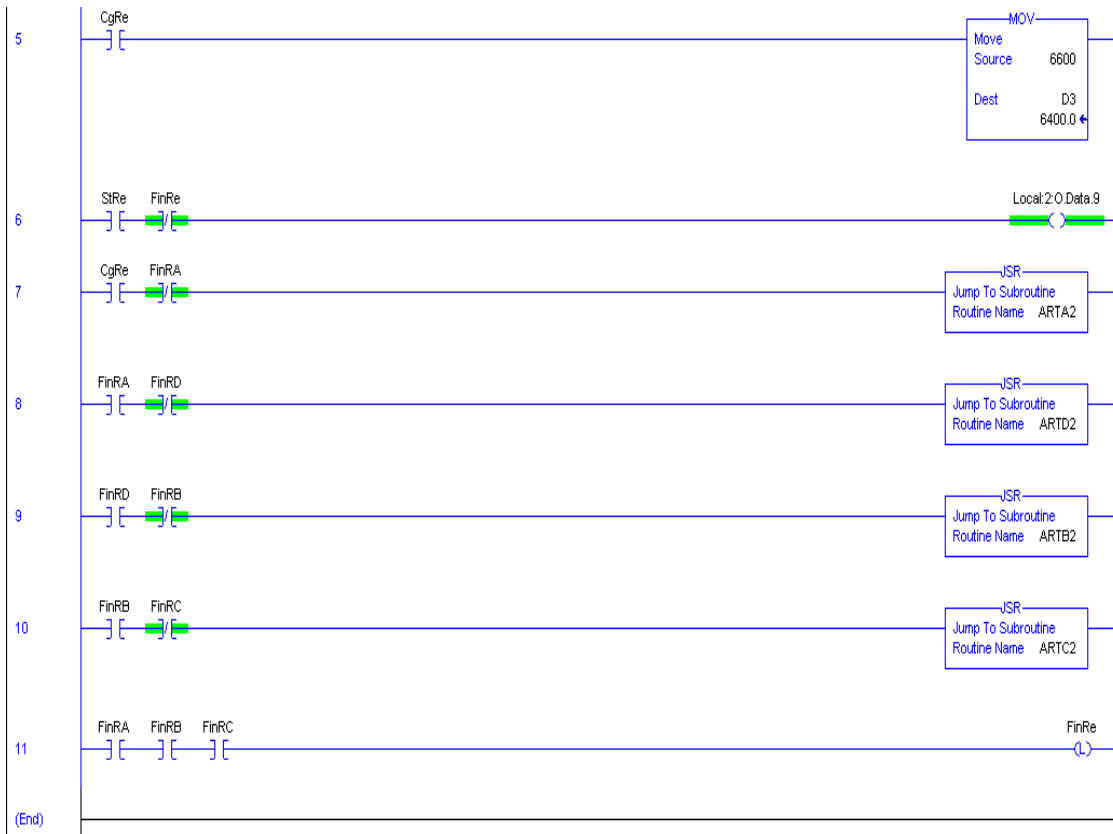 CgRe
MOV
5
Move
Source 6600
Dest D3
6400.0
StRe FinRe Local:2:O.Data.9
6
CgRe FinRA
JSR
7
Jump To Subroutine
Routine Name ARTA2
FinRA FinRD
JSR
8
Jump To Subroutine
Routine Name ARTD2
FinRD FinRB
JSR
9
Jump To Subroutine
Routine Name ARTB2
FinRB FinRC
JSR
10
Jump To Subroutine
Routine Name ARTC2
FinRA FinRB FinRC FinRe
11
L
(End)